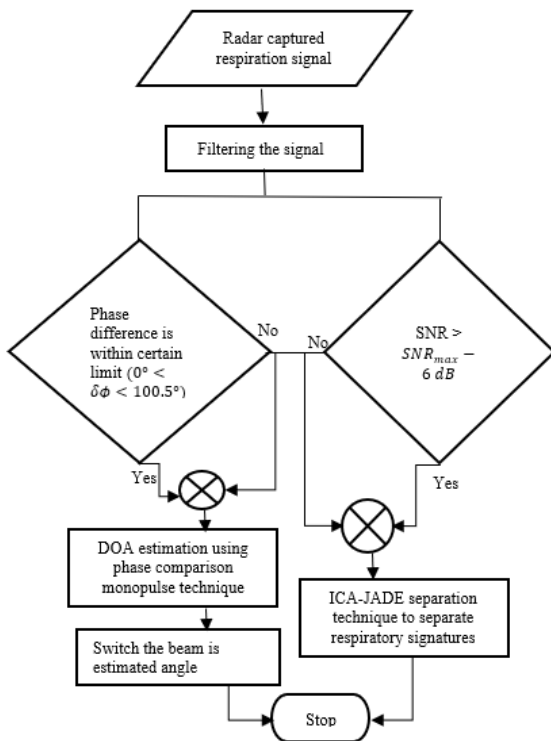 Radar captured
respiration signal
Filtering the signal
Phase
difference is
within certain
limit (0° <
δϕ < 100.5°)
No
No
SNR >
SNR_max −
6 dB
Yes
Yes
DOA estimation using
phase comparison
monopulse technique
ICA-JADE separation
technique to separate
respiratory signatures
Switch the beam is
estimated angle
Stop